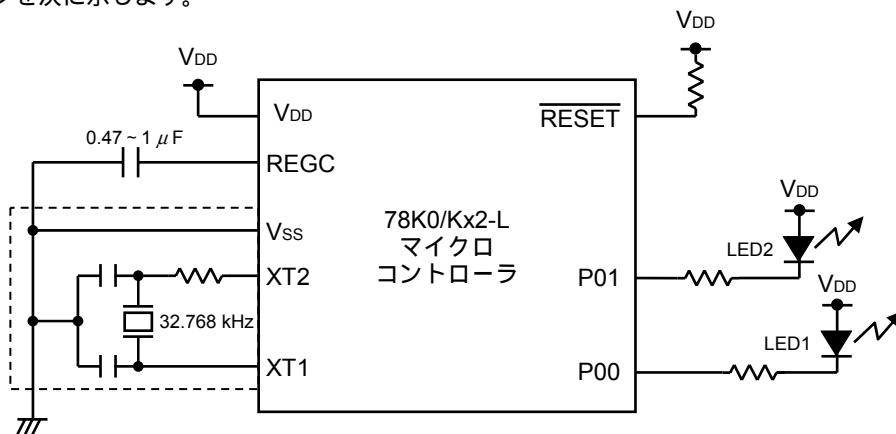 を次に示します。
VDD
VDD
VDD
RESET
0.47 ~ 1 μF
REGC
VSS
78K0/Kx2-L
マイクロ
コントローラ
VDD
LED2
XT2
P01
VDD
32.768 kHz
LED1
XT1
P00